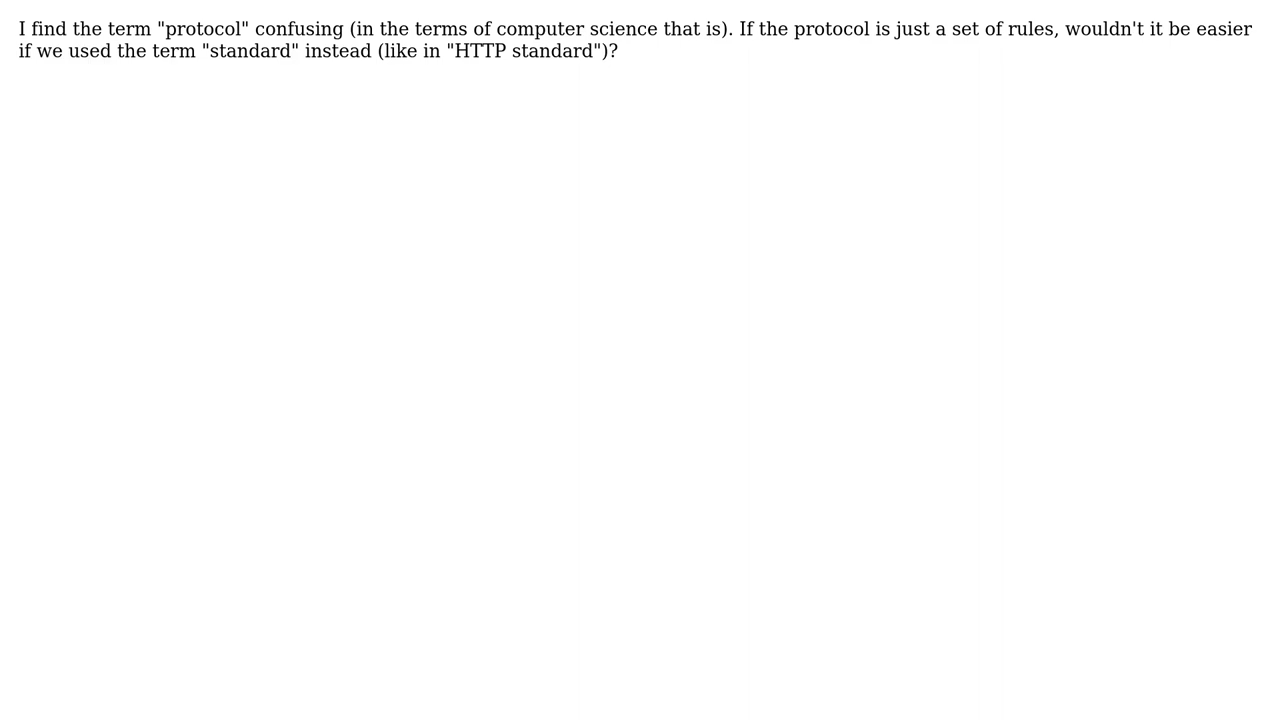 I find the term "protocol" confusing (in the terms of computer science that is). If the protocol is just a set of rules, wouldn't it be easier
if we used the term "standard" instead (like in "HTTP standard")?